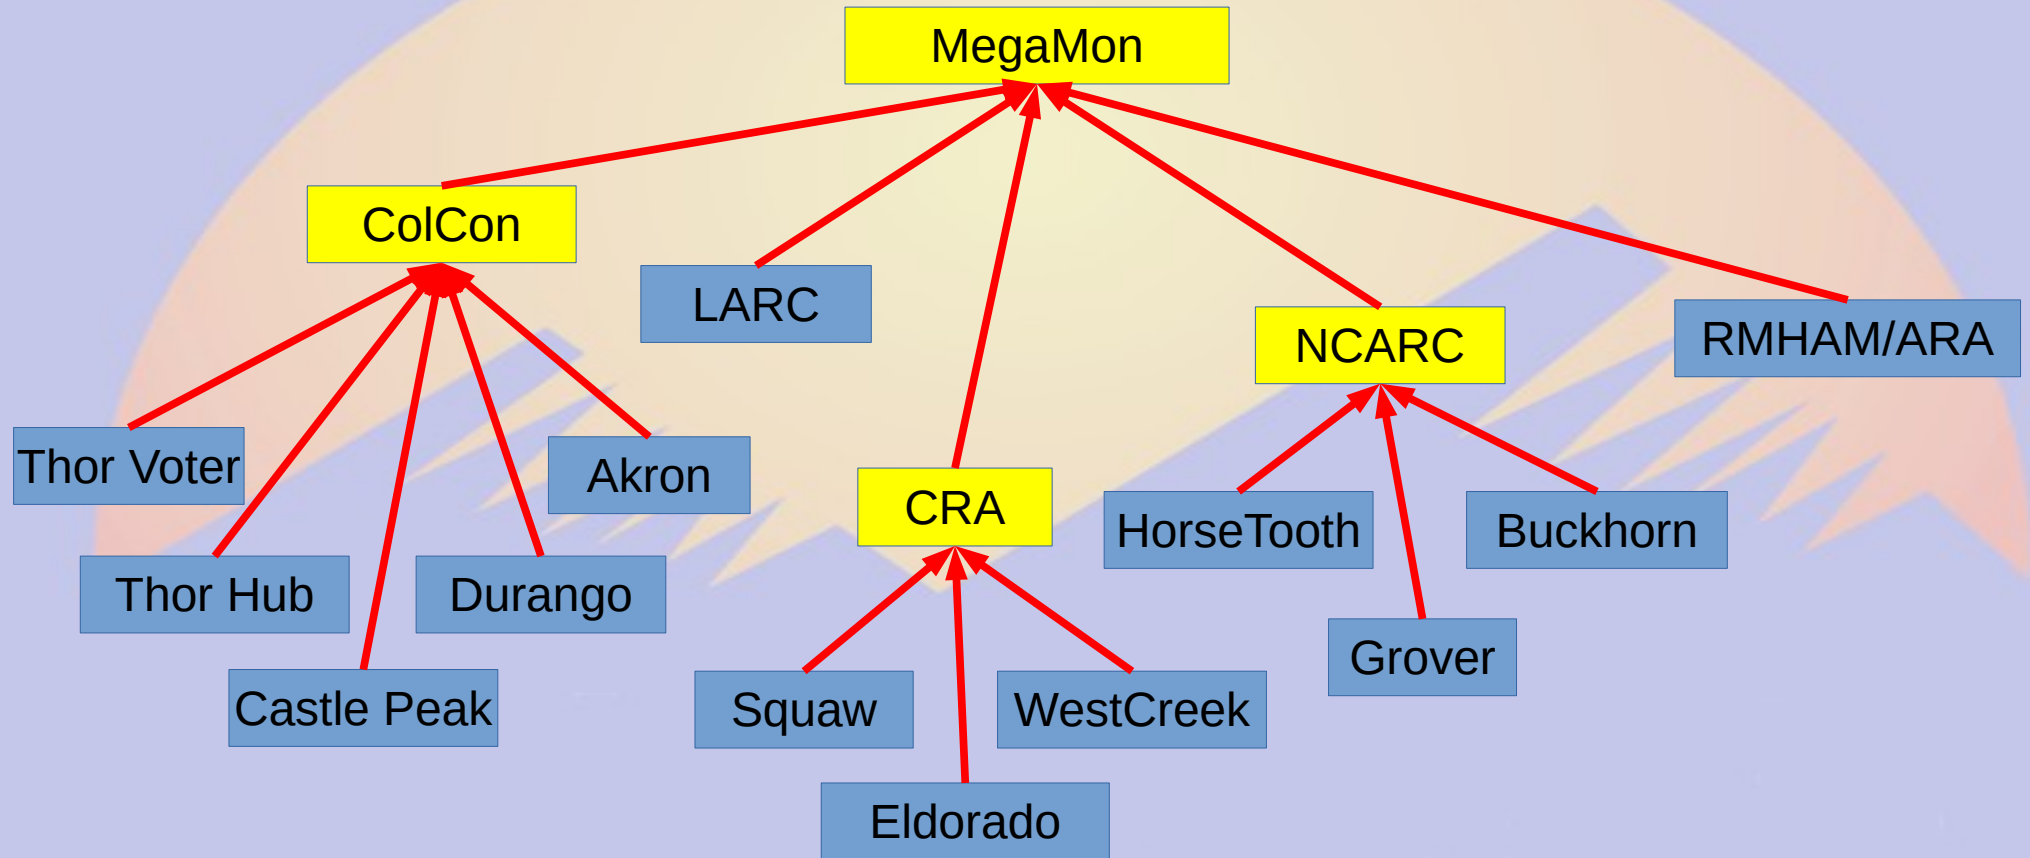 MegaMon
ColCon
LARC
NCARC
RMHAM/ARA
Thor Voter
Akron
CRA
HorseTooth
Buckhorn
Thor Hub
Durango
Grover
Castle Peak
Squaw
WestCreek
Eldorado